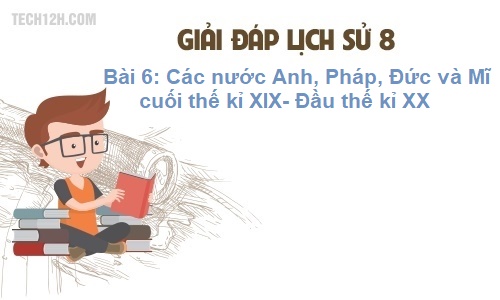 TECH12H.COM
GIẢI ĐÁP LỊCH SỬ 8
Bài 6: Các nước Anh, Pháp, Đức và Mĩ
cuối thế kỉ XIX- Đầu thế kỉ XX